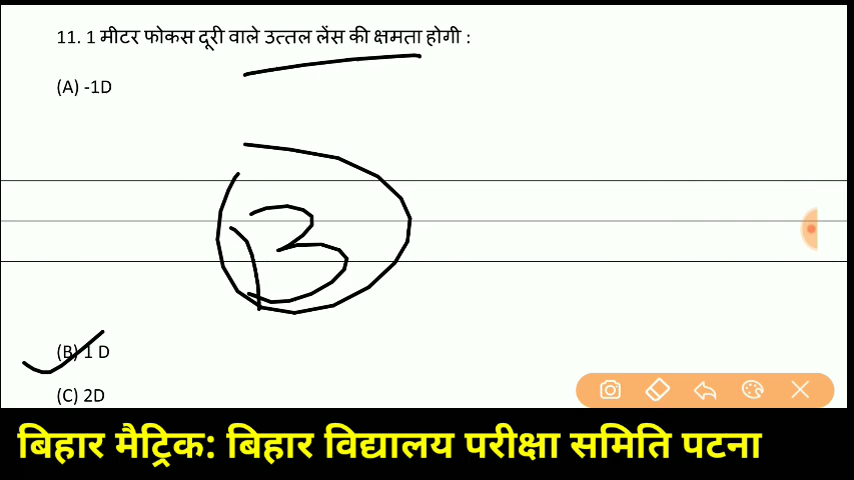 11. 1 मीटर फोकस दूरी वाले उत्तल लेंस की क्षमता होगी :
(A) -1D
B
(B) 1 D
(C) 2D
बिहार मैट्रिक: बिहार विद्यालय परीक्षा समिति पटना